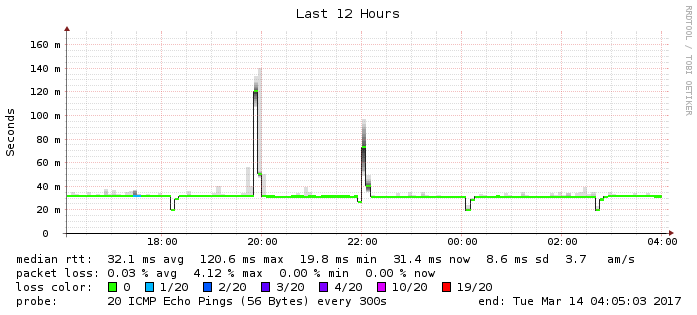 Last 12 Hours
RRDTOOL / TOBI OETIKER
Seconds
160 m
140 m
120 m
100 m
80 m
60 m
40 m
20 m
0
18:00 20:00 22:00 00:00 02:00 04:00
median rtt: 32.1 ms avg 120.6 ms max 19.8 ms min 31.4 ms now 8.6 ms sd 3.7 am/s
packet loss: 0.03 % avg 4.12 % max 0.00 % min 0.00 % now
loss color: 0 1/20 2/20 3/20 4/20 10/20 19/20
probe: 20 ICMP Echo Pings (56 Bytes) every 300s end: Tue Mar 14 04:05:03 2017